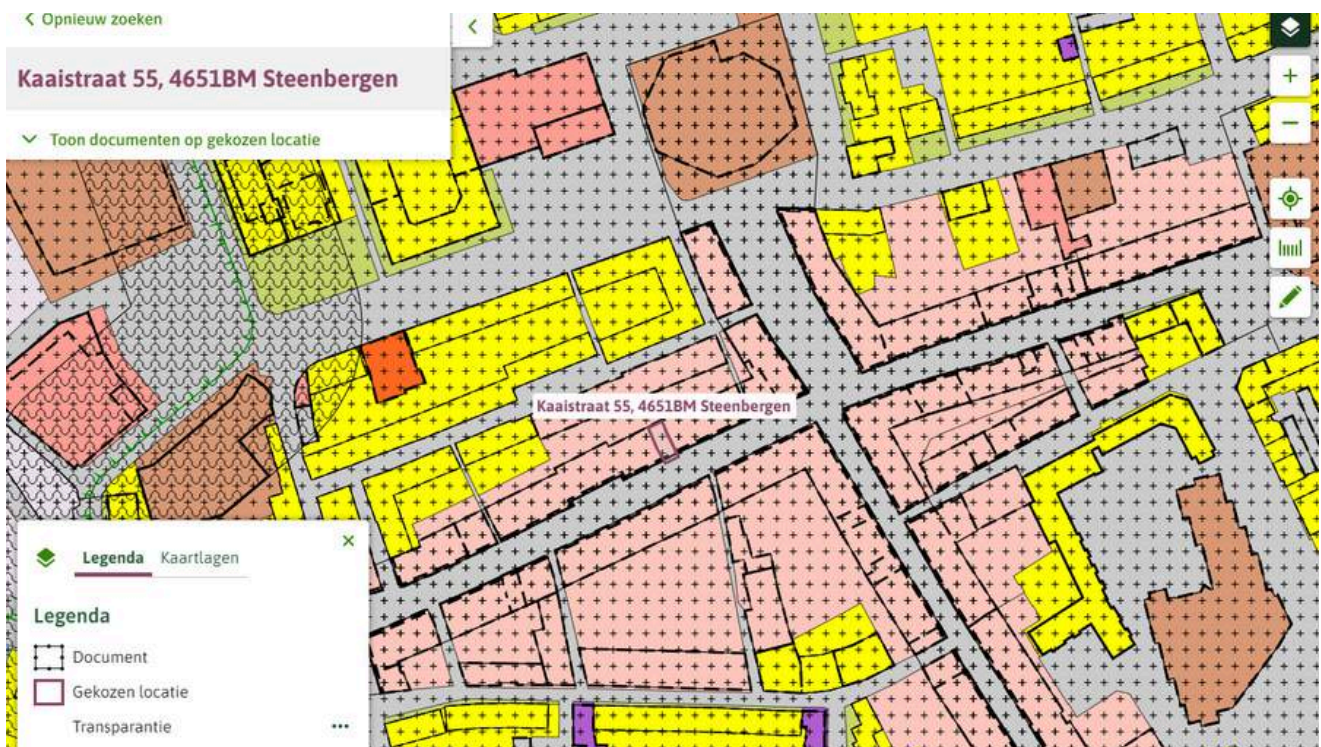 Opnieuw zoeken
Kaaistraat 55, 4651BM Steenbergen
Toon documenten op gekozen locatie
Kaaistraat 55, 4651BM Steenbergen
Legenda Kaartlagen
Legenda
Document
Gekozen locatie
Transparantie